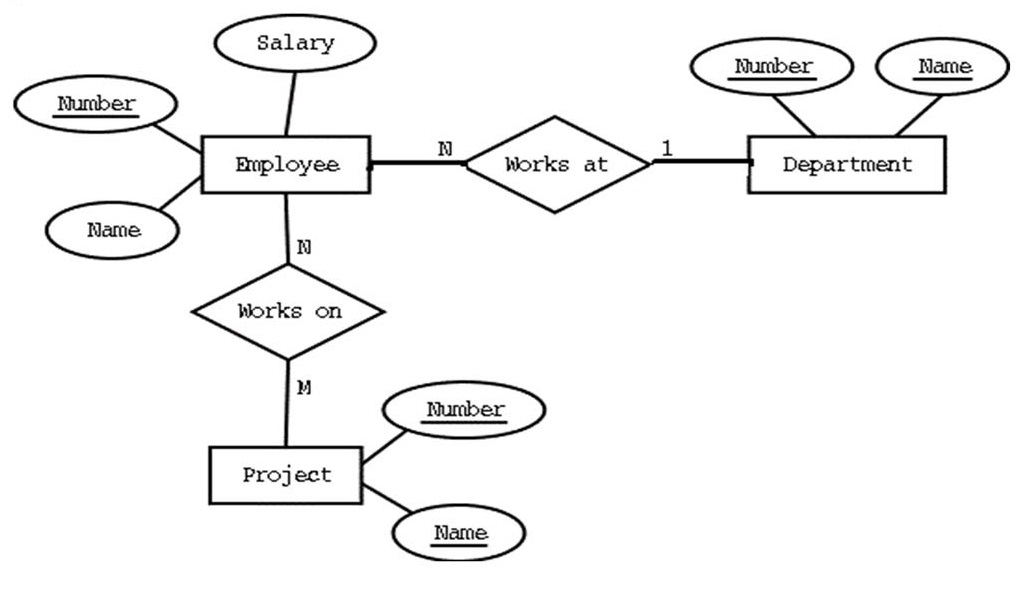 Salary
Number
Name
Number
Employee
N
Works at
1
Department
Name
N
Works on
M
Number
Project
Name